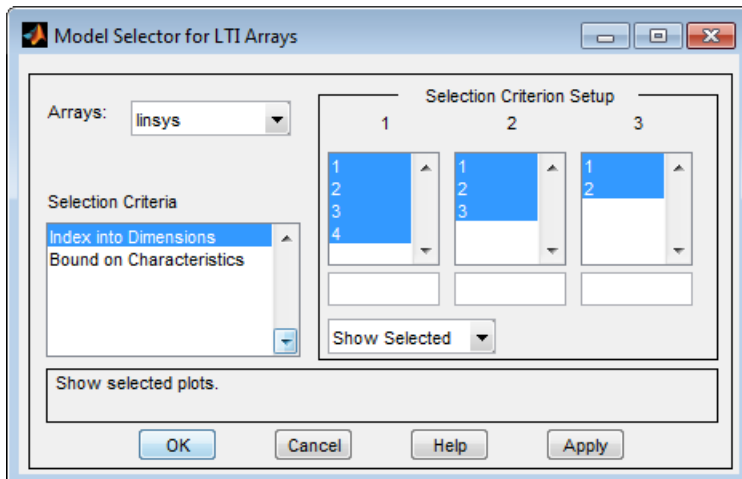 Model Selector for LTI Arrays
Selection Criterion Setup
Arrays: linsys
1 2 3
1
2
3
4
1
2
3
1
2
Selection Criteria
Index into Dimensions
Bound on Characteristics
Show Selected
Show selected plots.
OK Cancel Help Apply